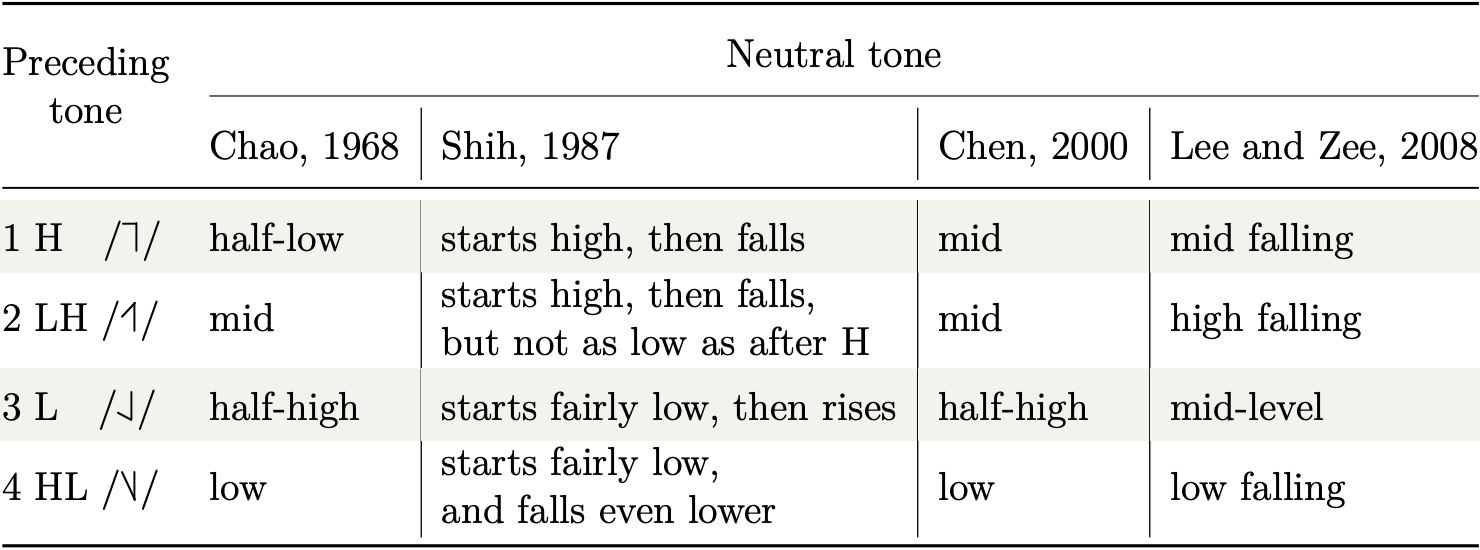 Preceding tone
Neutral tone
Chao, 1968 Shih, 1987 Chen, 2000 Lee and Zee, 2008
1 H /˥/ half-low starts high, then falls mid mid falling
2 LH /˧˥/ mid starts high, then falls, but not as low as after H mid high falling
3 L /˨˩/ half-high starts fairly low, then rises half-high mid-level
4 HL /˥˩/ low starts fairly low, and falls even lower low low falling